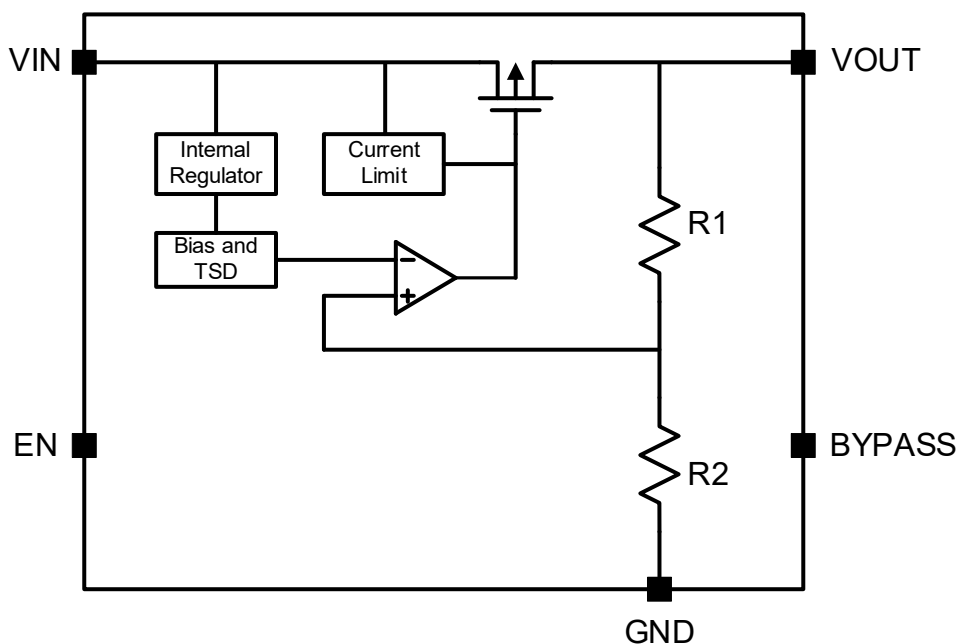 VIN
VOUT
Internal
Regulator
Current
Limit
R1
Bias and
TSD
−
+
EN
BYPASS
R2
GND